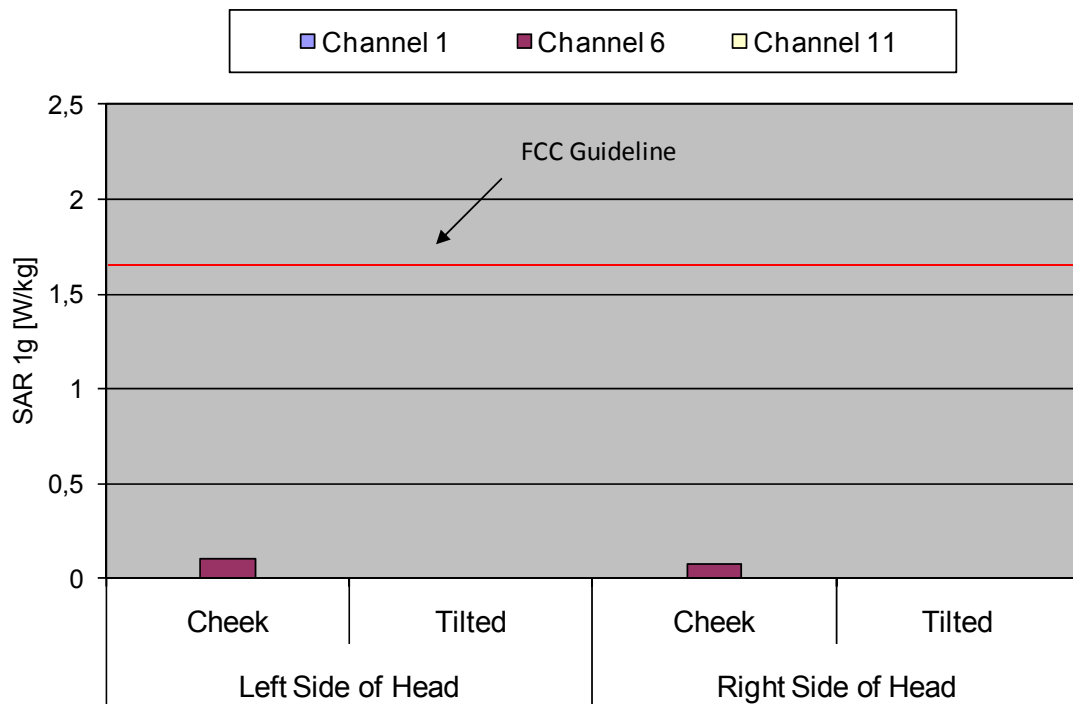 Channel 1 Channel 6 Channel 11
2,5
FCC Guideline
2
1,5
1
0,5
0
SAR 1g [W/kg]
Cheek Tilted Cheek Tilted
Left Side of Head Right Side of Head